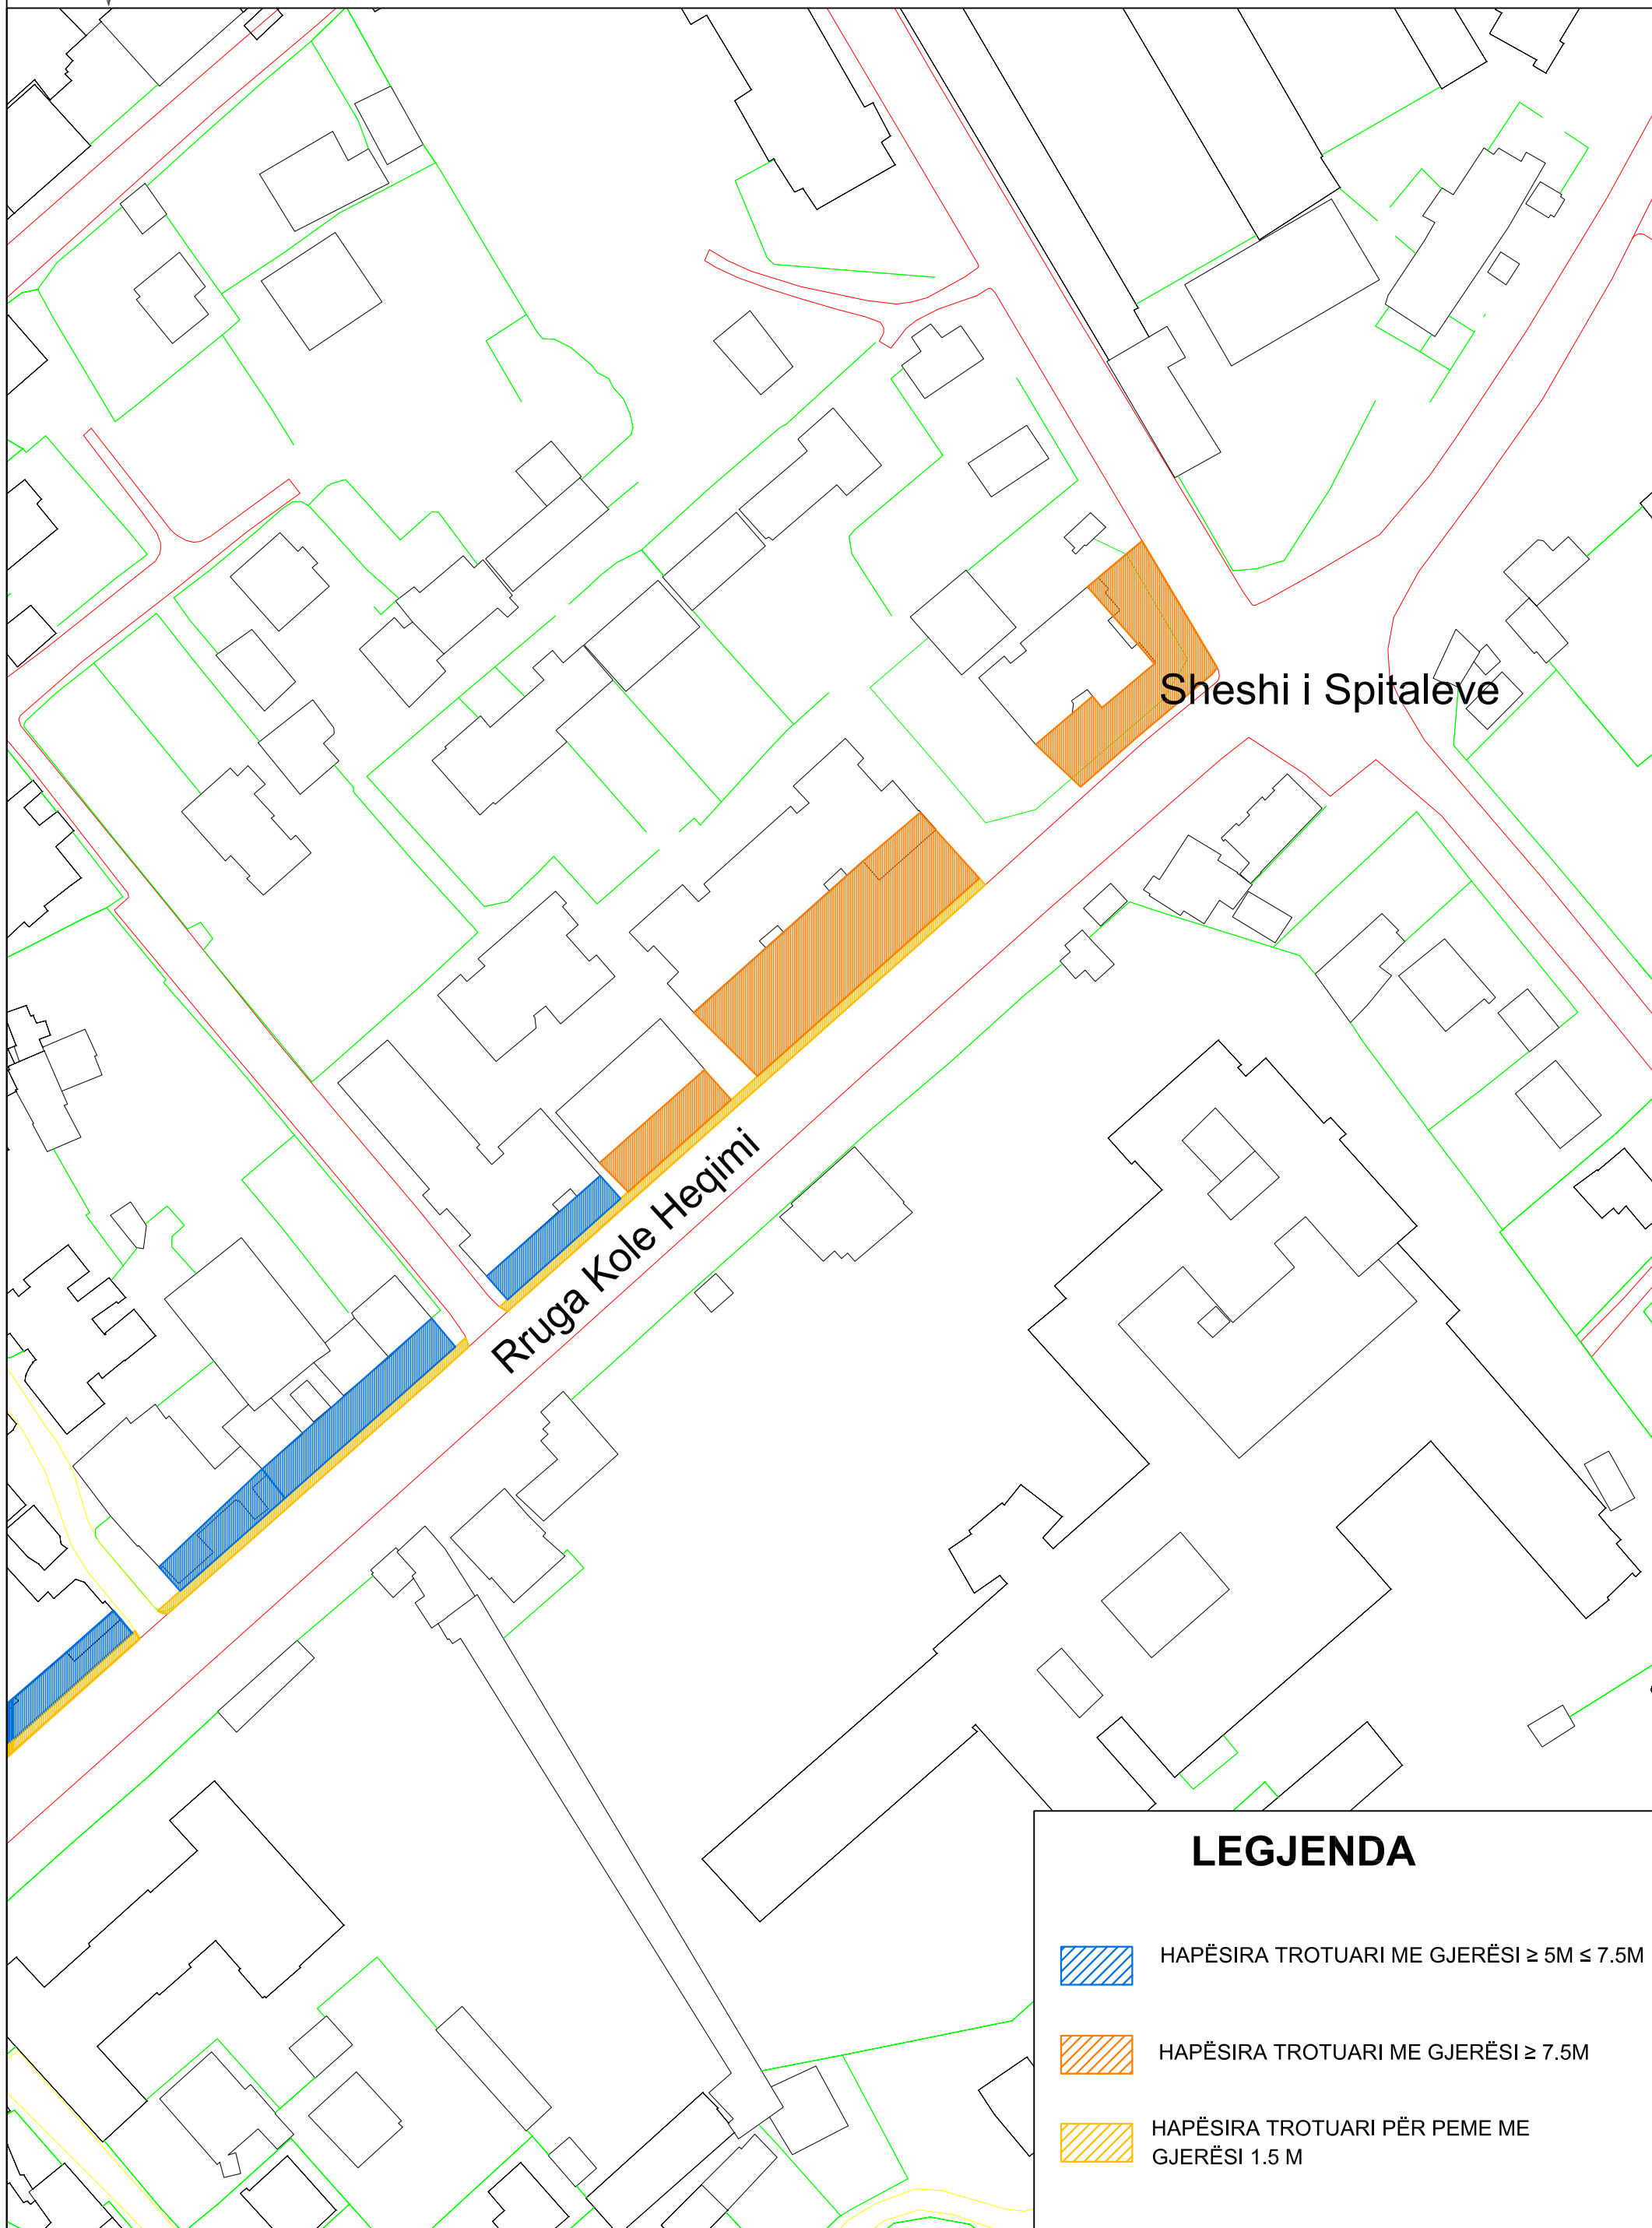 Sheshi i Spitaleve
Rruga Kole Heqimi
LEGJENDA
HAPËSIRA TROTUARI ME GJERËSI ≥ 5M ≤ 7.5M
HAPËSIRA TROTUARI ME GJERËSI ≥ 7.5M
HAPËSIRA TROTUARI PËR PEME ME
GJERËSI 1.5 M